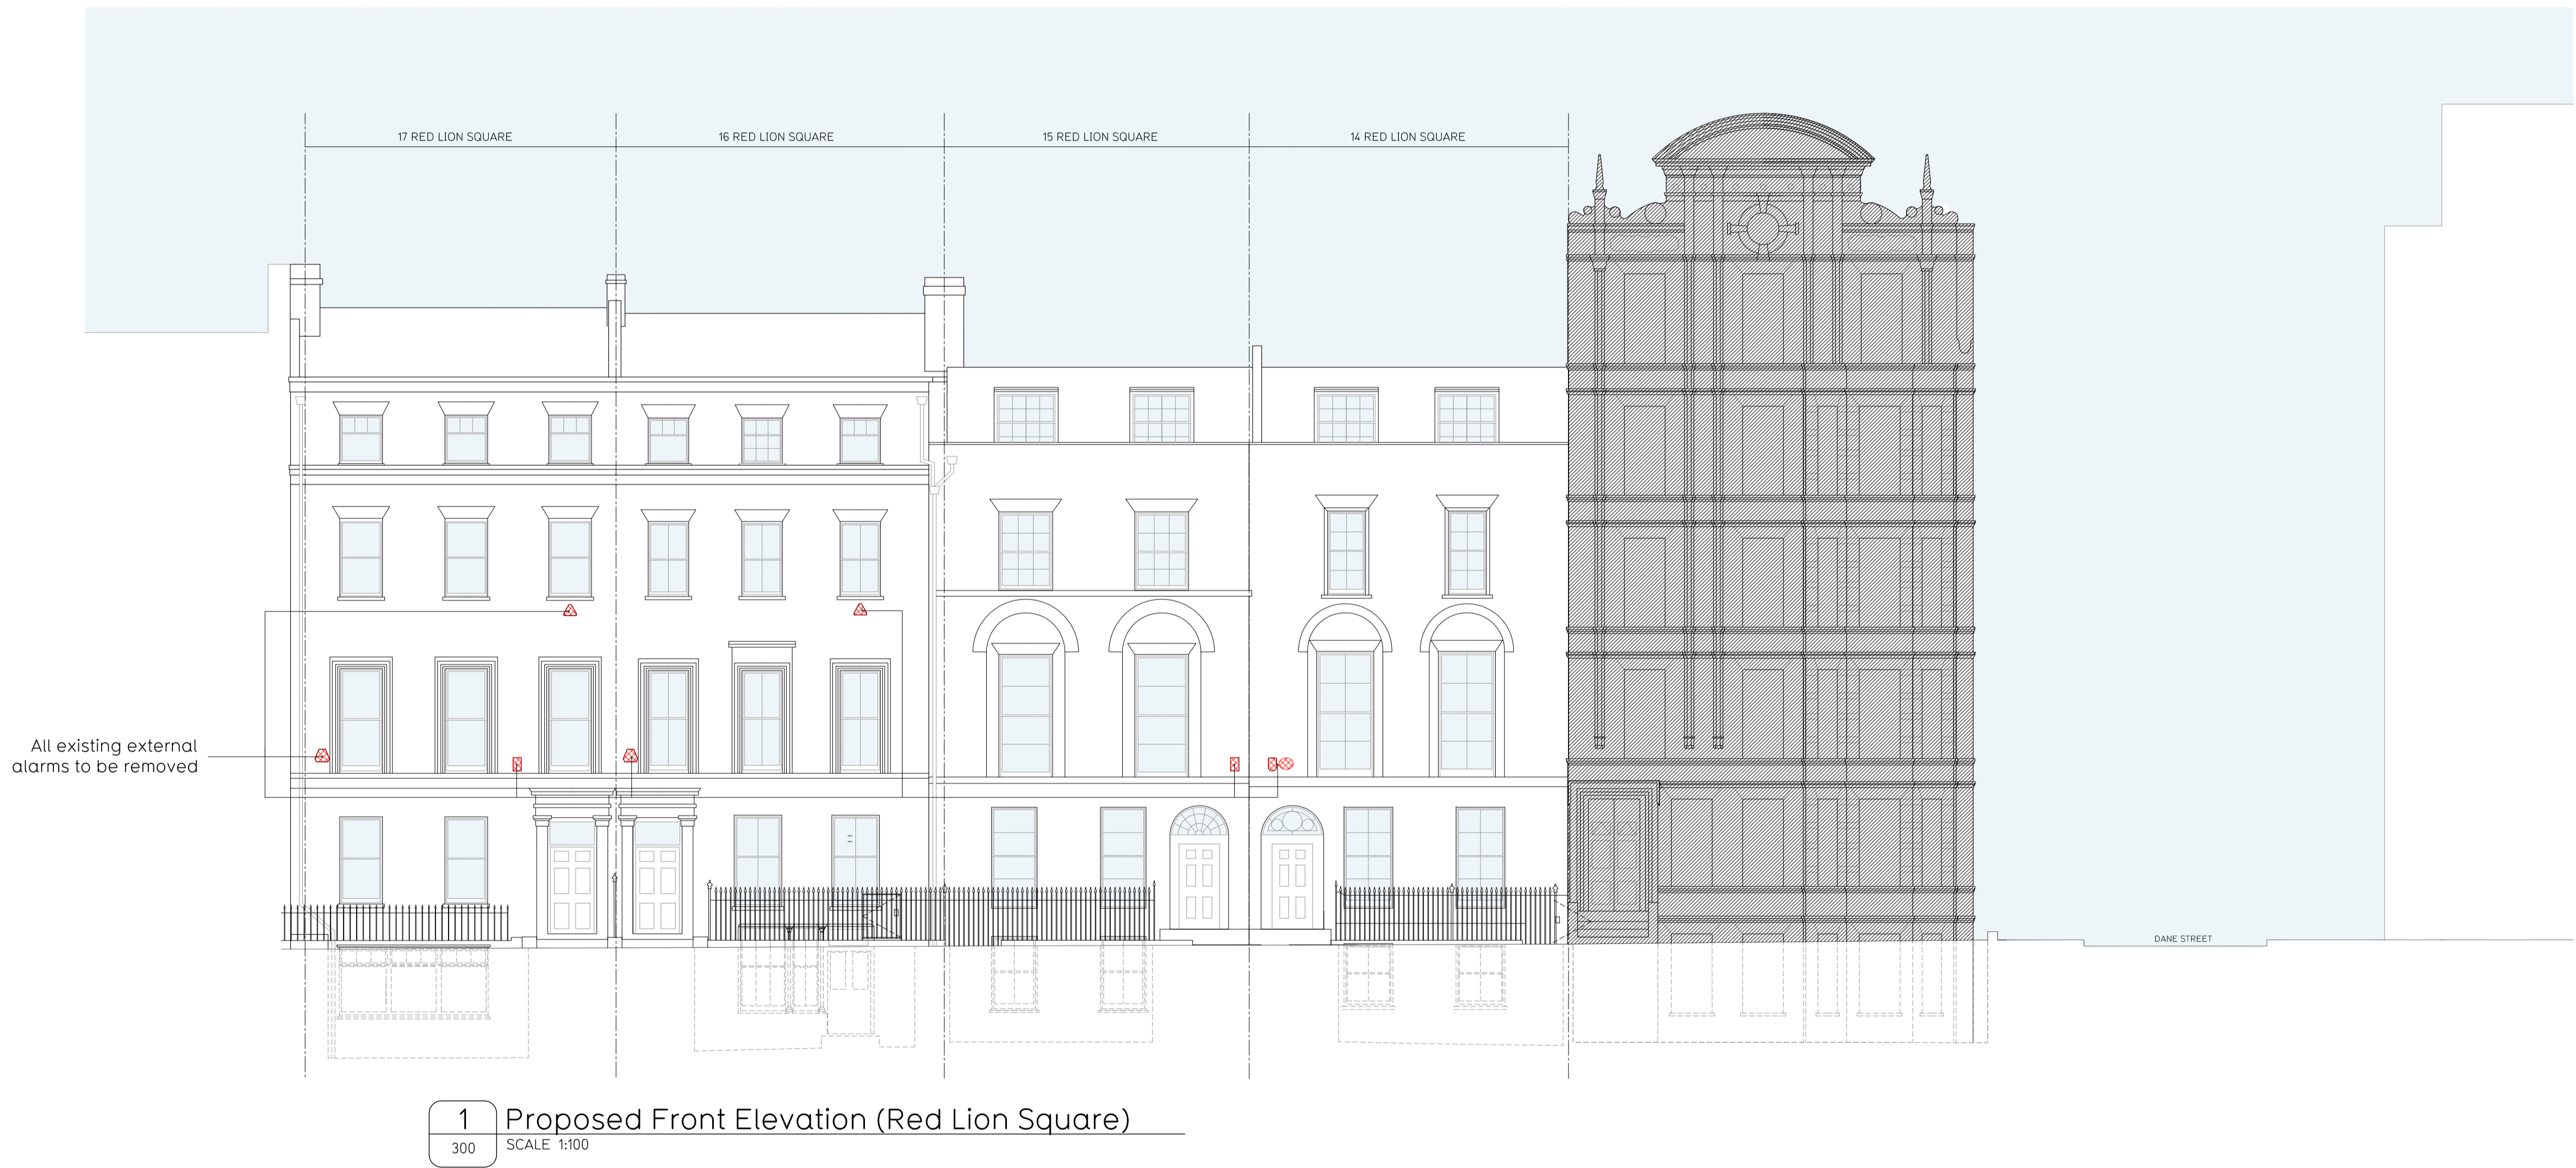 17 RED LION SQUARE
16 RED LION SQUARE
15 RED LION SQUARE
14 RED LION SQUARE
All existing external
alarms to be removed
DANE STREET
1
300
Proposed Front Elevation (Red Lion Square)
SCALE 1:100